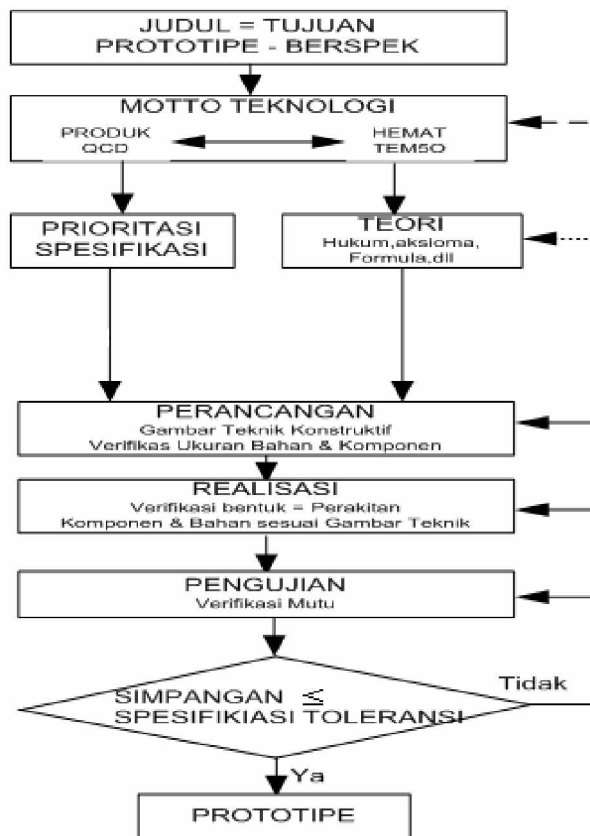 JUDUL = TUJUAN
PROTOTIPE - BERSPEK
MOTTO TEKNOLOGI
PRODUK
QCD
HEMAT
TEM5O
PRIORITASI
SPESIFIKASI
TEORI
Hukum,aksioma,
Formula,dll
PERANCANGAN
Gambar Teknik Konstruktif
Verifikas Ukuran Bahan & Komponen
REALISASI
Verifikasi bentuk = Perakitan
Komponen & Bahan sesuai Gambar Teknik
PENGUJIAN
Verifikasi Mutu
SIMPANGAN ≤
SPESIFIKIASI TOLERANSI
Tidak
Ya
PROTOTIPE